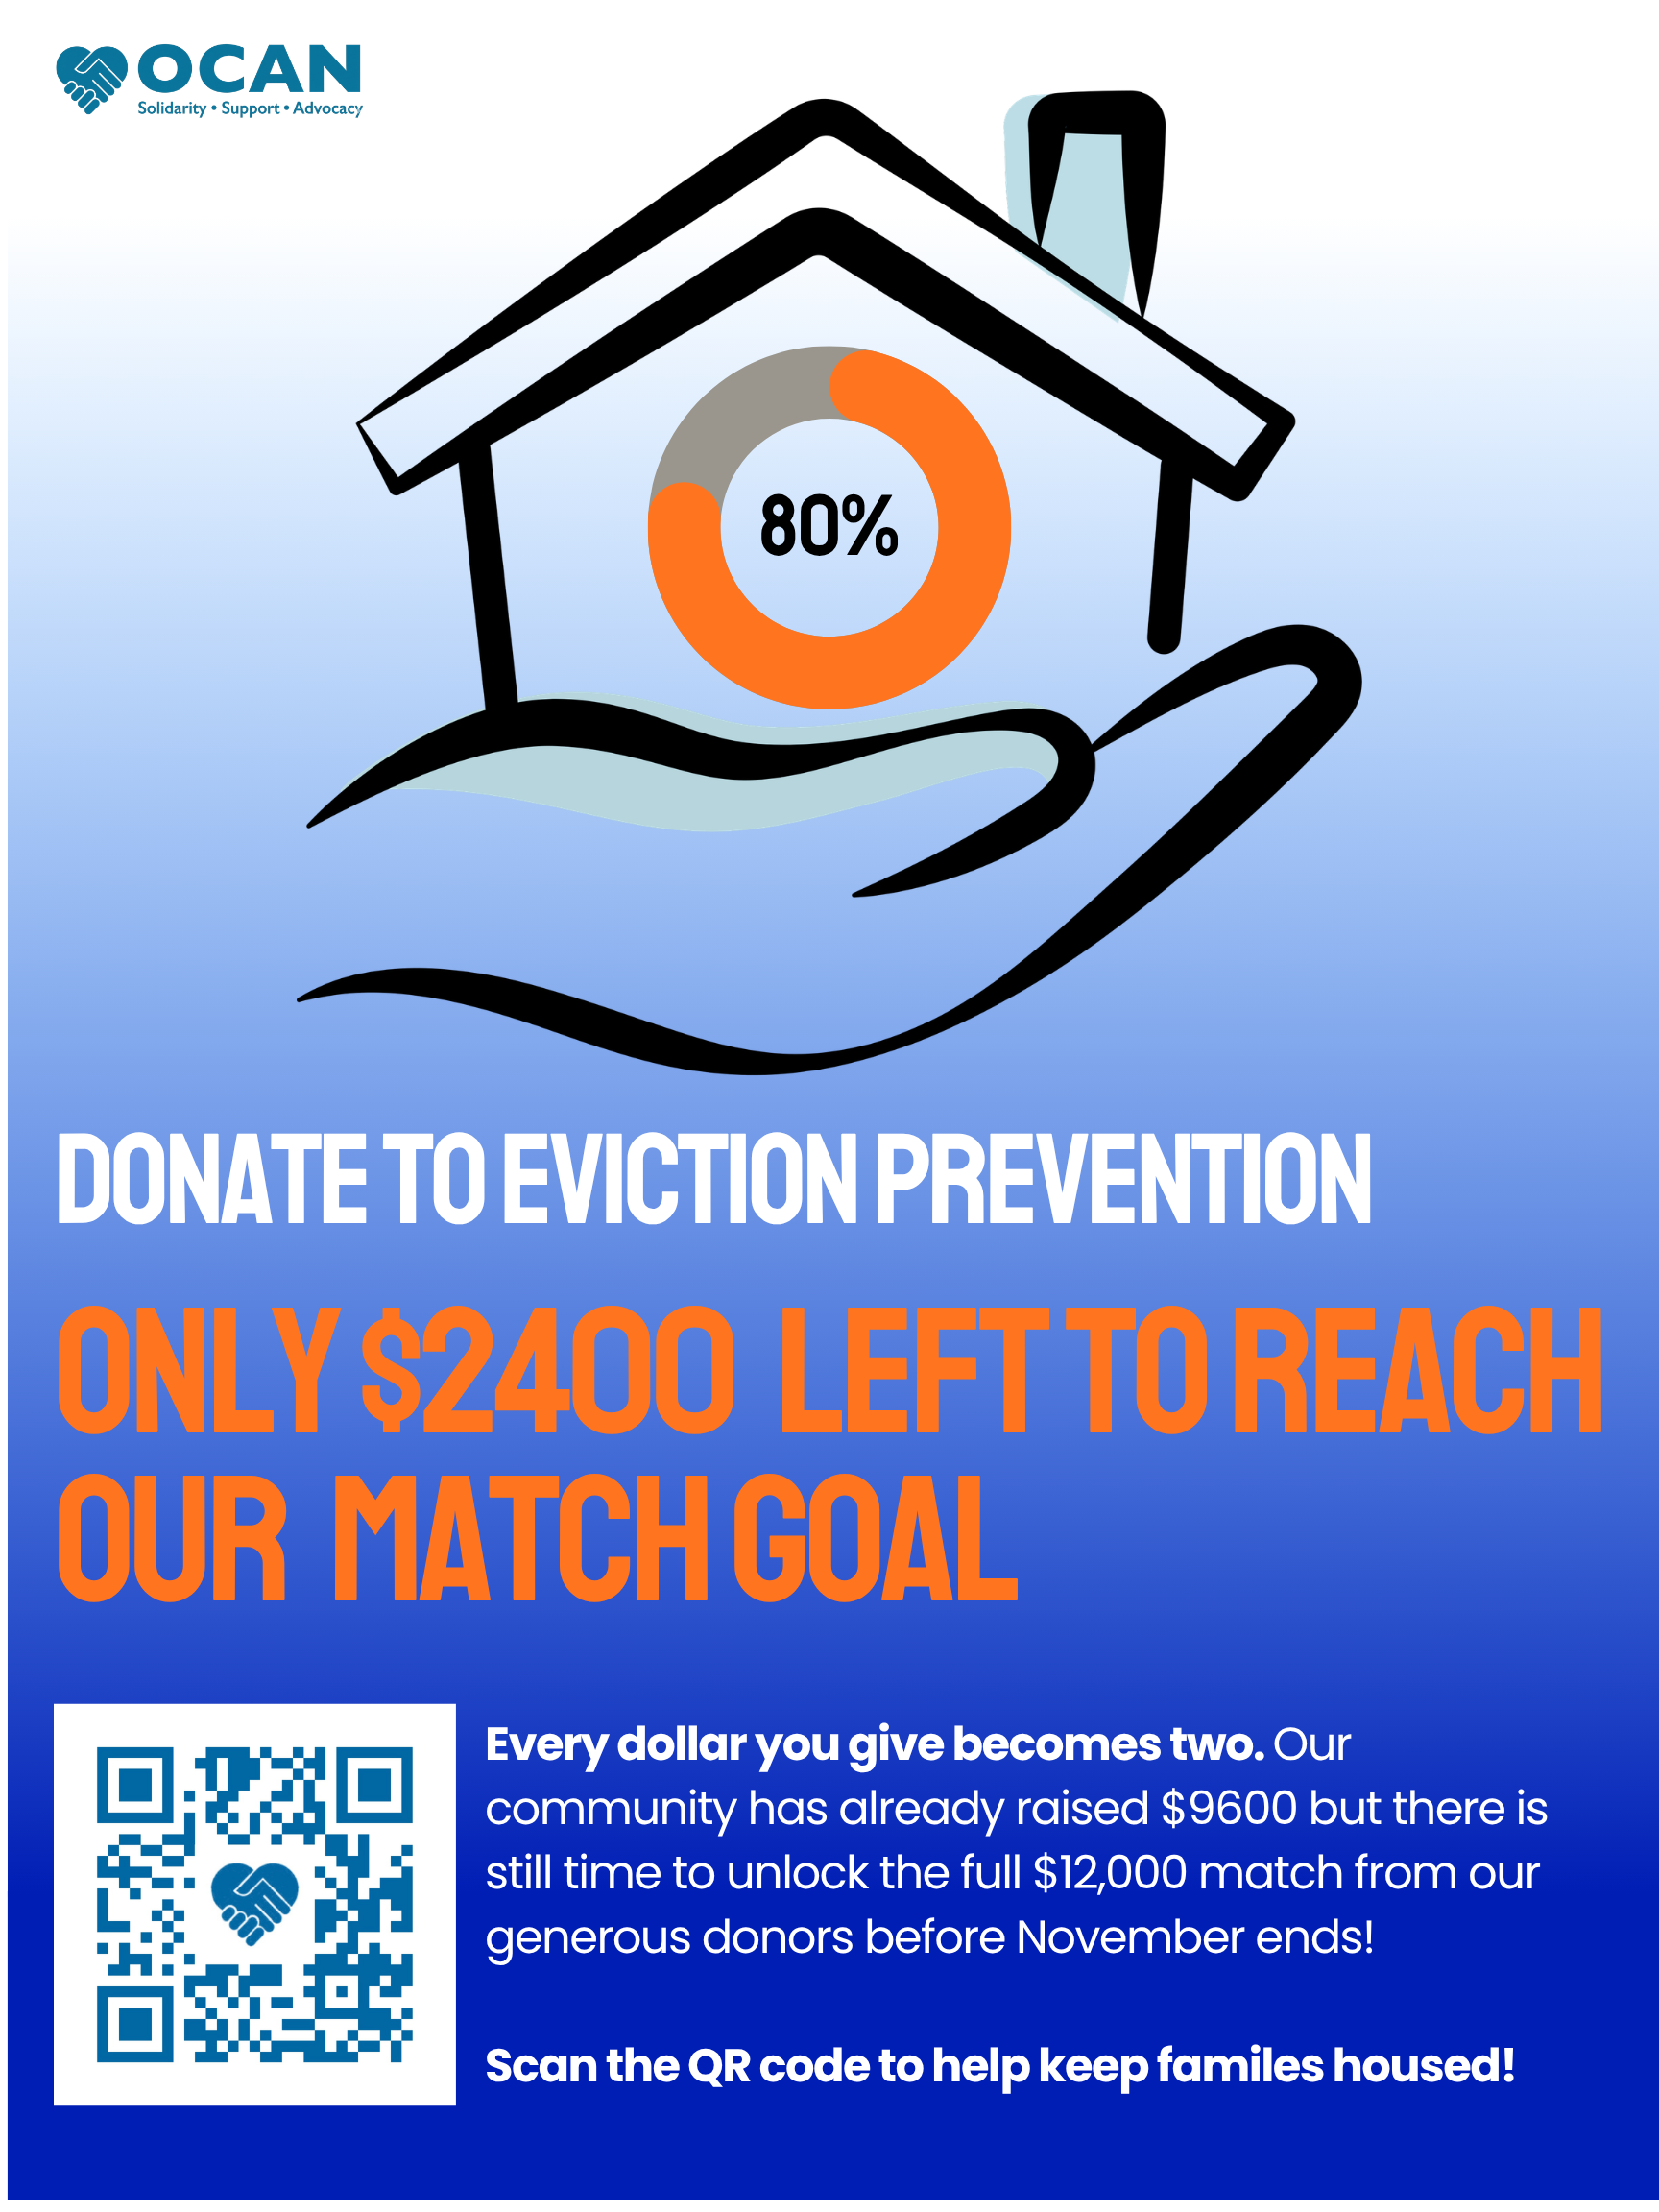 OCAN
Solidarity • Support • Advocacy
80%
DONATE TO EVICTION PREVENTION
ONLY $2400 LEFT TO REACH
OUR MATCH GOAL
Every dollar you give becomes two. Our
community has already raised $9600 but there is
still time to unlock the full $12,000 match from our
generous donors before November ends!
Scan the QR code to help keep familes housed!